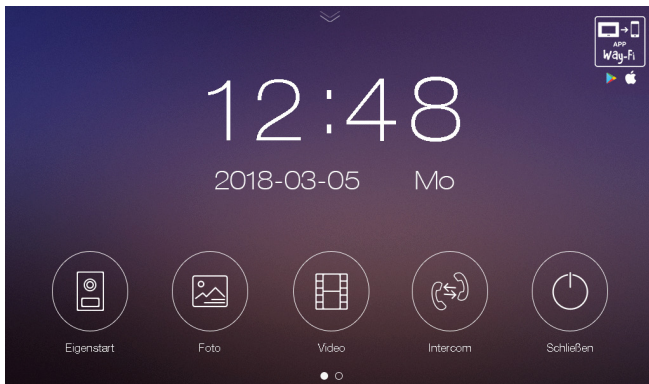 APP
Way-Fi
12:48
2018-03-05 Mo
Eigenstart Foto Video Intercom Schließen